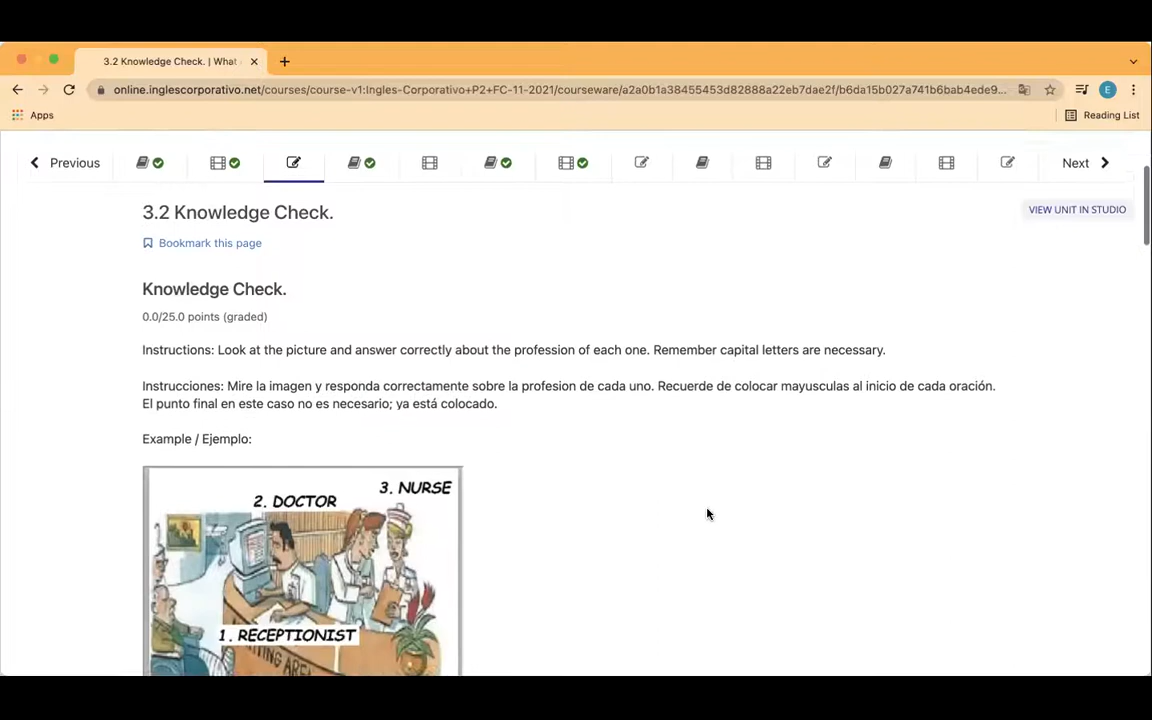 3.2 Knowledge Check. | What
online.inglescorporativo.net/courses/course-v1:Ingles-Corporativo+P2+FC-11-2021/courseware/a2a0b1a38455453d82888a22eb7dae2f/b6da15b027a741b6bab4ede9...
E
Apps
Reading List
Previous
Next
3.2 Knowledge Check.
VIEW UNIT IN STUDIO
Bookmark this page
Knowledge Check.
0.0/25.0 points (graded)
Instructions: Look at the picture and answer correctly about the profession of each one. Remember capital letters are necessary.
Instrucciones: Mire la imagen y responda correctamente sobre la profesion de cada uno. Recuerde de colocar mayusculas al inicio de cada oración.
El punto final en este caso no es necesario; ya está colocado.
Example / Ejemplo:
3. NURSE
2. DOCTOR
1. RECEPTIONIST